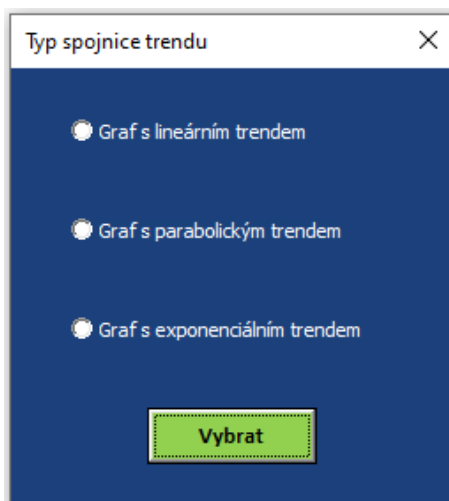 Typ spojnice trendu
Graf s lineárním trendem
Graf s parabolickým trendem
Graf s exponenciálním trendem
Vybrat